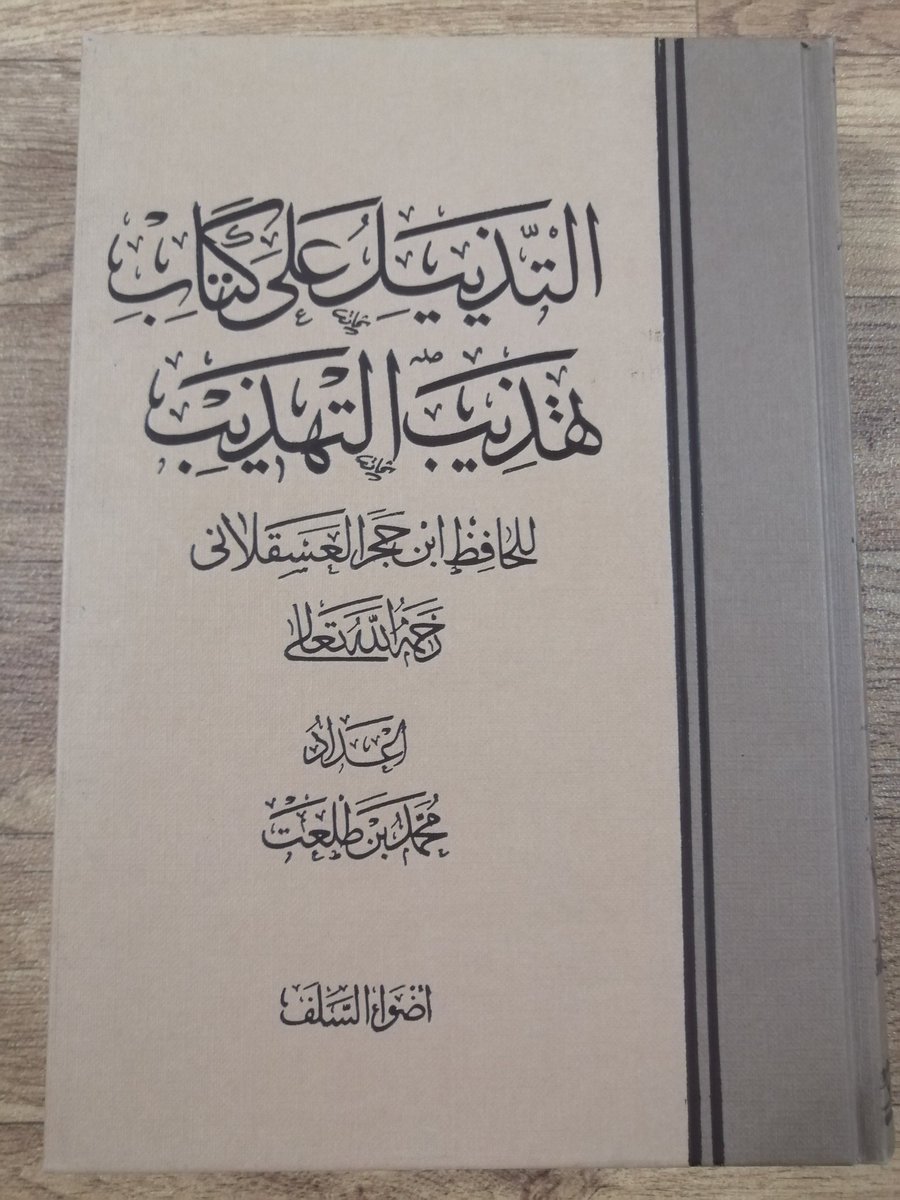 التذييل على كتاب
تهذيب التهذيب
للحافظ ابن حجر العسقلاني
رحمه الله تعالى
إعداد
محمد بن طلعت
أضواء السلف